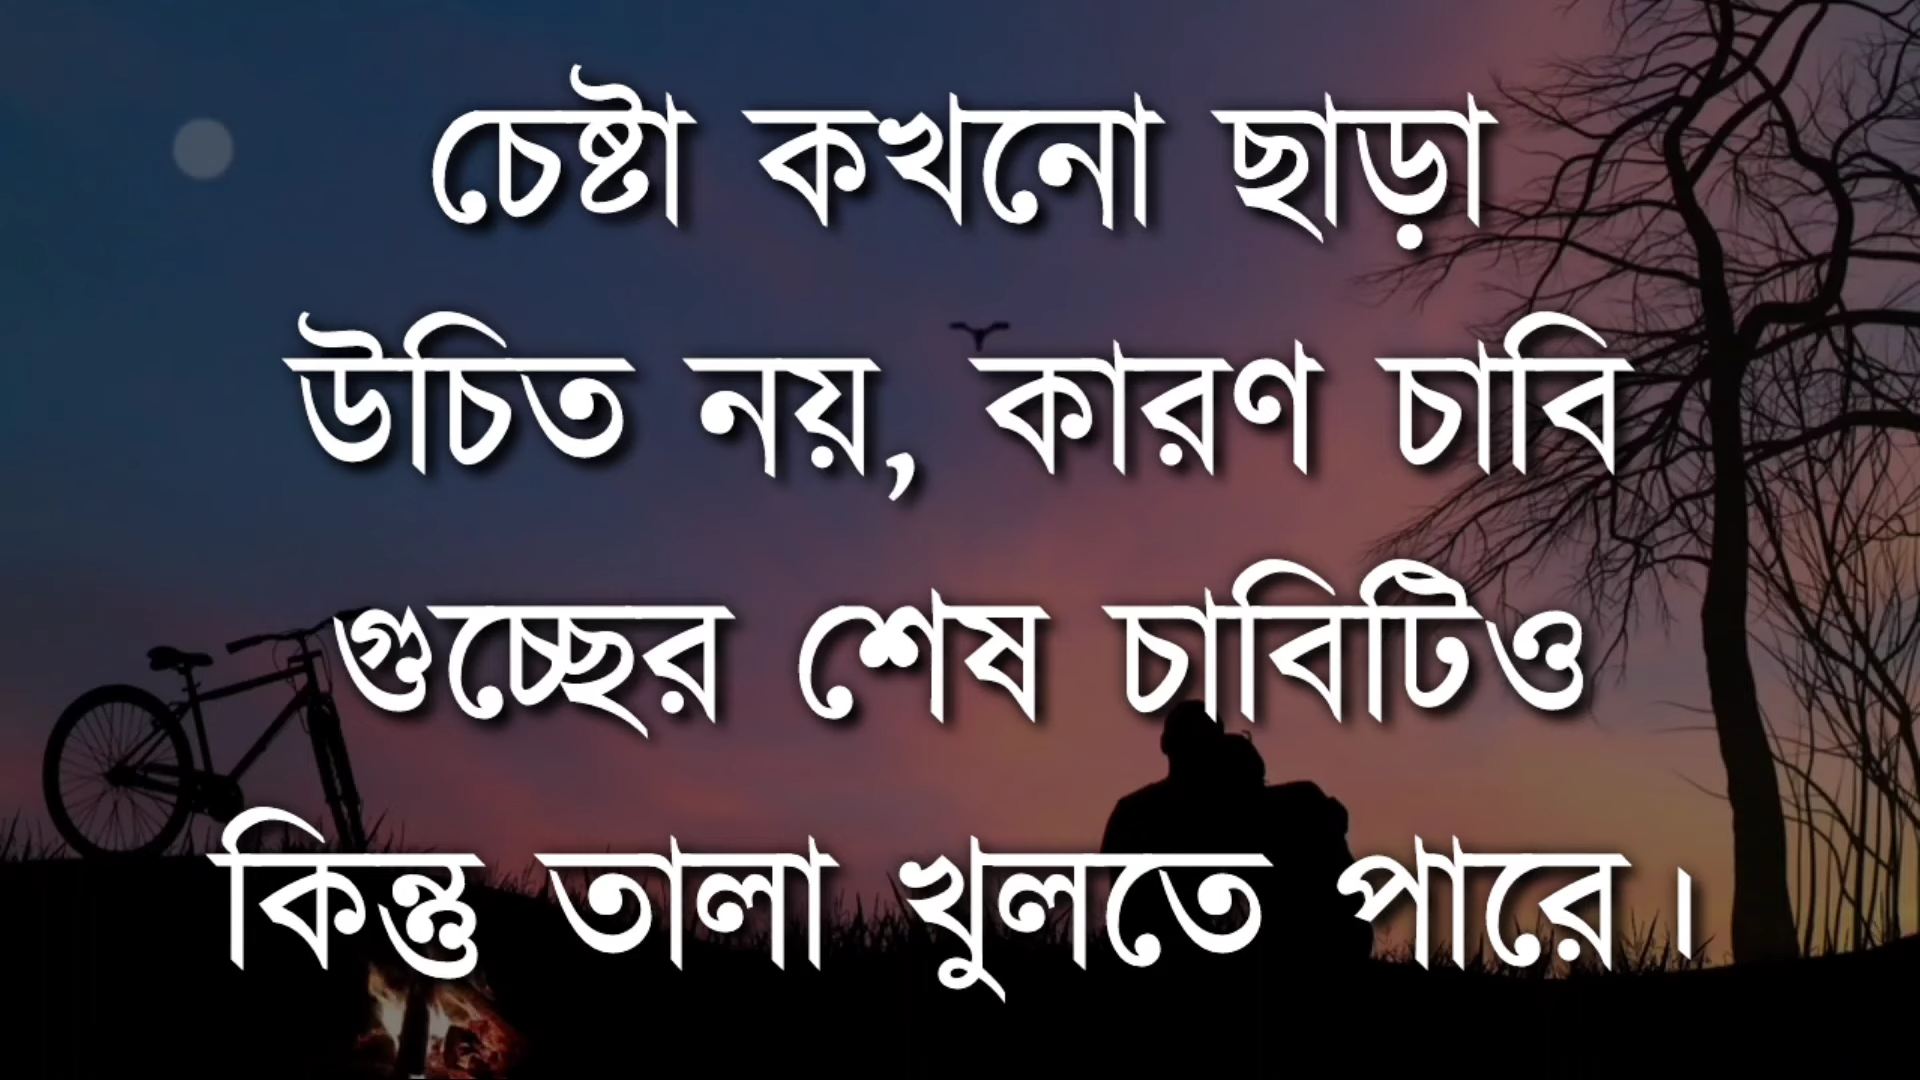 চেষ্টা কখনো ছাড়া
উচিত নয়, কারণ চাবি
গুচ্ছের শেষ চাবিটিও
কিন্তু তালা খুলতে পারে।